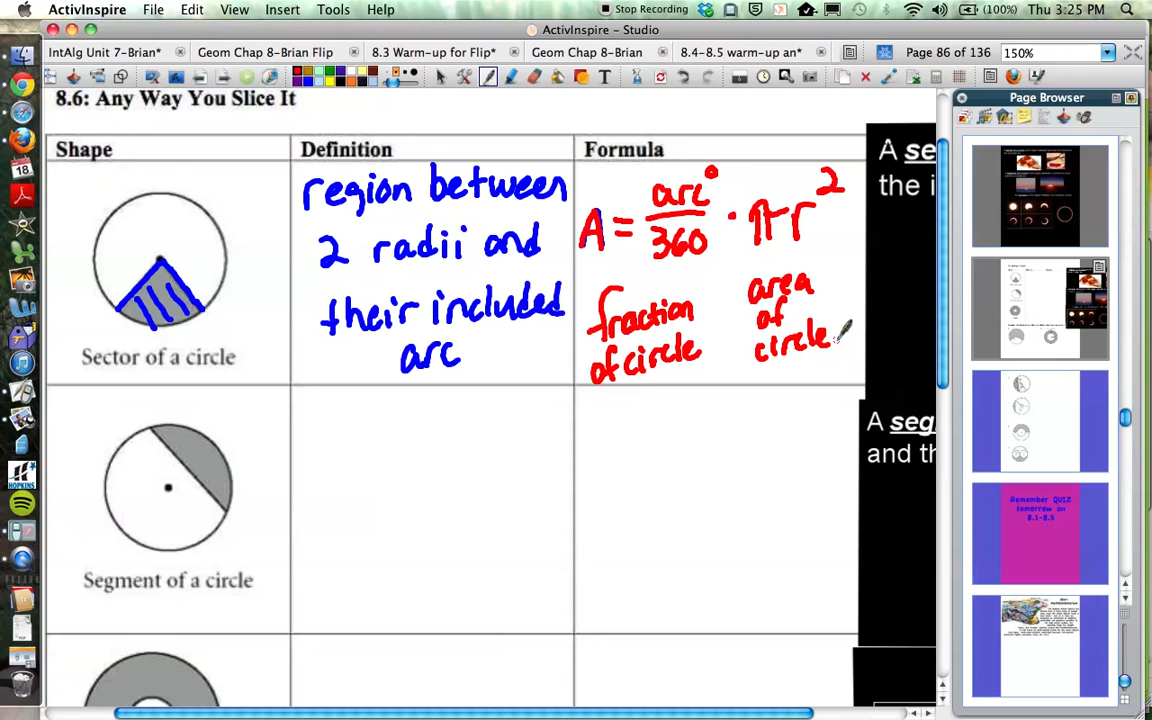 ActivInspire File Edit View Insert Tools Help Stop Recording (100%) Thu 3:25 PM
ActivInspire – Studio
IntAlg Unit 7–Brian* Geom Chap 8–Brian Flip 8.3 Warm–up for Flip* Geom Chap 8–Brian 8.4–8.5 warm–up an* Page 86 of 136 150%
Page Browser
8.6: Any Way You Slice It
Shape Definition Formula
region between
2 radii and
their included
arc
A = arc°/360 · πr²
fraction
of circle
area
of
circle
Sector of a circle
Segment of a circle
A se
the i
A seg
and th
Remember QUIZ
tomorrow on
8.1-8.5
18
HOPKINS